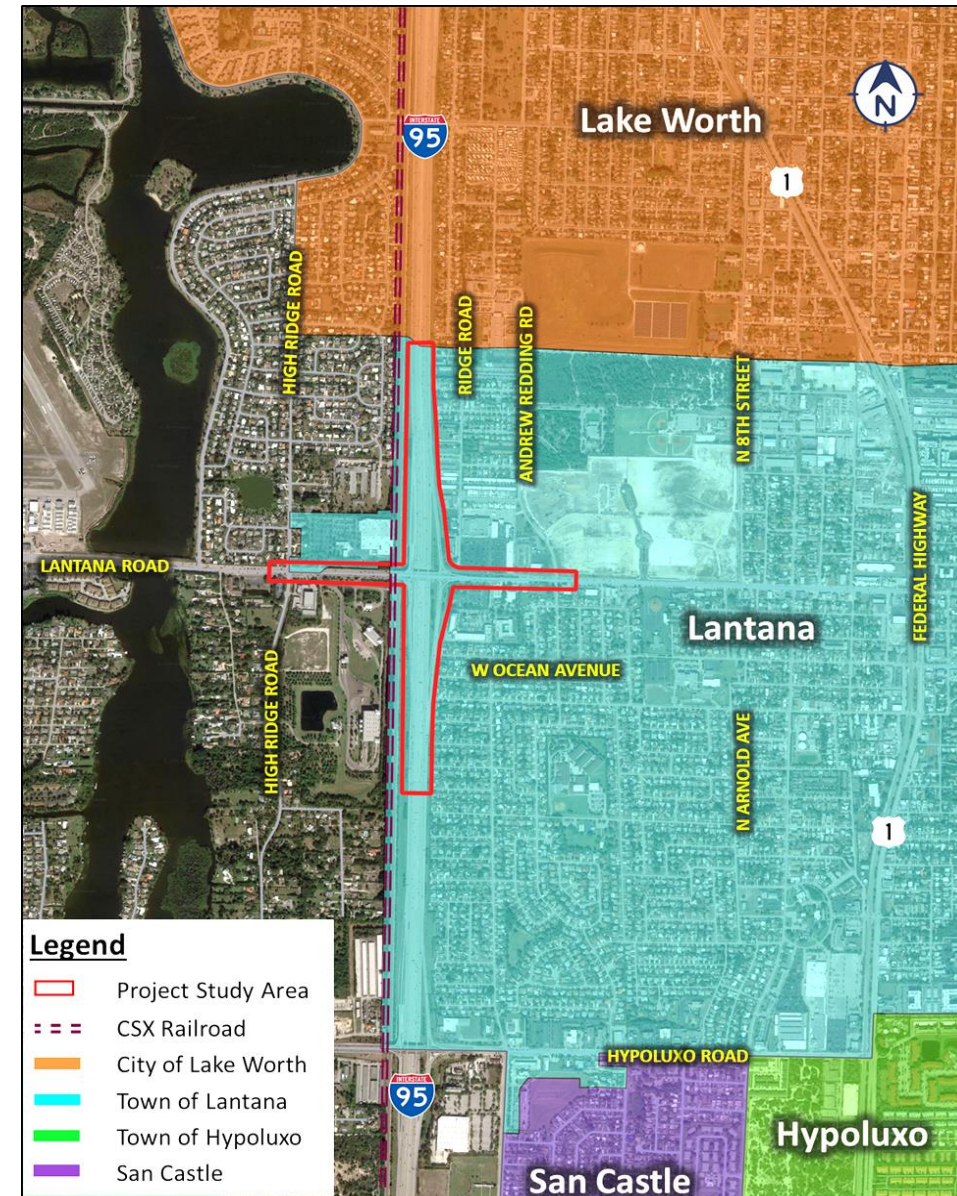 Lake Worth
N
INTERSTATE
95
1
HIGH RIDGE ROAD
RIDGE ROAD
ANDREW REDDING RD
N 8TH STREET
FEDERAL HIGHWAY
LANTANA ROAD
Lantana
W OCEAN AVENUE
HIGH RIDGE ROAD
N ARNOLD AVE
1
Legend
Project Study Area
CSX Railroad
City of Lake Worth
Town of Lantana
Town of Hypoluxo
San Castle
HYPOLUXO ROAD
INTERSTATE
95
Hypoluxo
San Castle